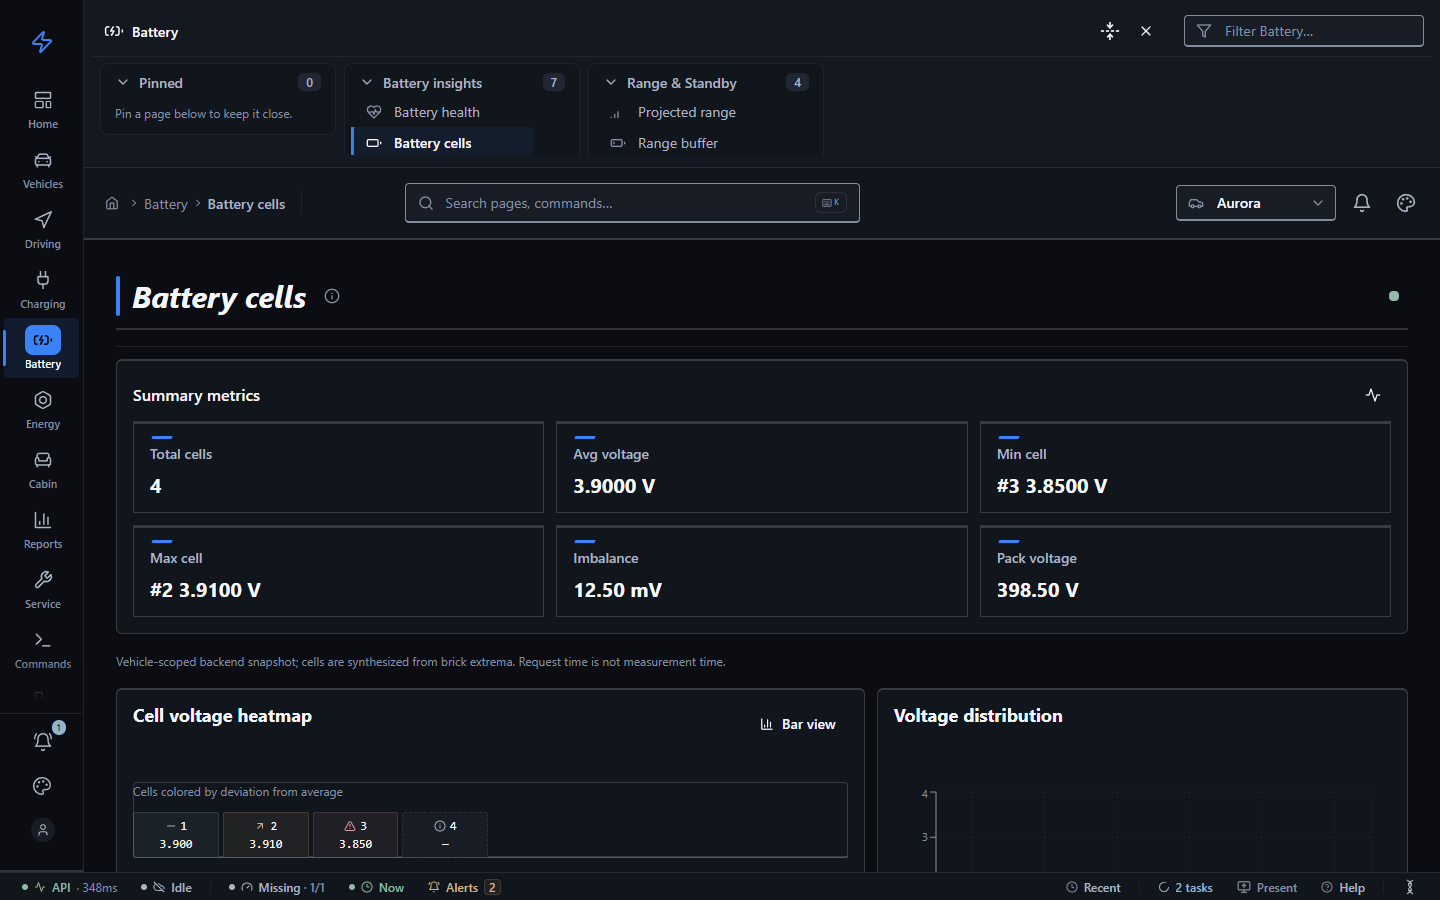 Battery
Filter Battery...
Pinned 0
Pin a page below to keep it close.
Battery insights 7
Battery health
Battery cells
Range & Standby 4
Projected range
Range buffer
Home
Vehicles
Driving
Charging
Battery
Energy
Cabin
Reports
Service
Commands
1
Battery Battery cells
Search pages, commands... K
Aurora
Battery cells
Summary metrics
Total cells
4
Avg voltage
3.9000 V
Min cell
#3 3.8500 V
Max cell
#2 3.9100 V
Imbalance
12.50 mV
Pack voltage
398.50 V
Vehicle-scoped backend snapshot; cells are synthesized from brick extrema. Request time is not measurement time.
Cell voltage heatmap
Bar view
Cells colored by deviation from average
1
3.900
2
3.910
3
3.850
4
—
Voltage distribution
4
3
API · 348ms
Idle
Missing · 1/1
Now
Alerts 2
Recent
2 tasks
Present
Help